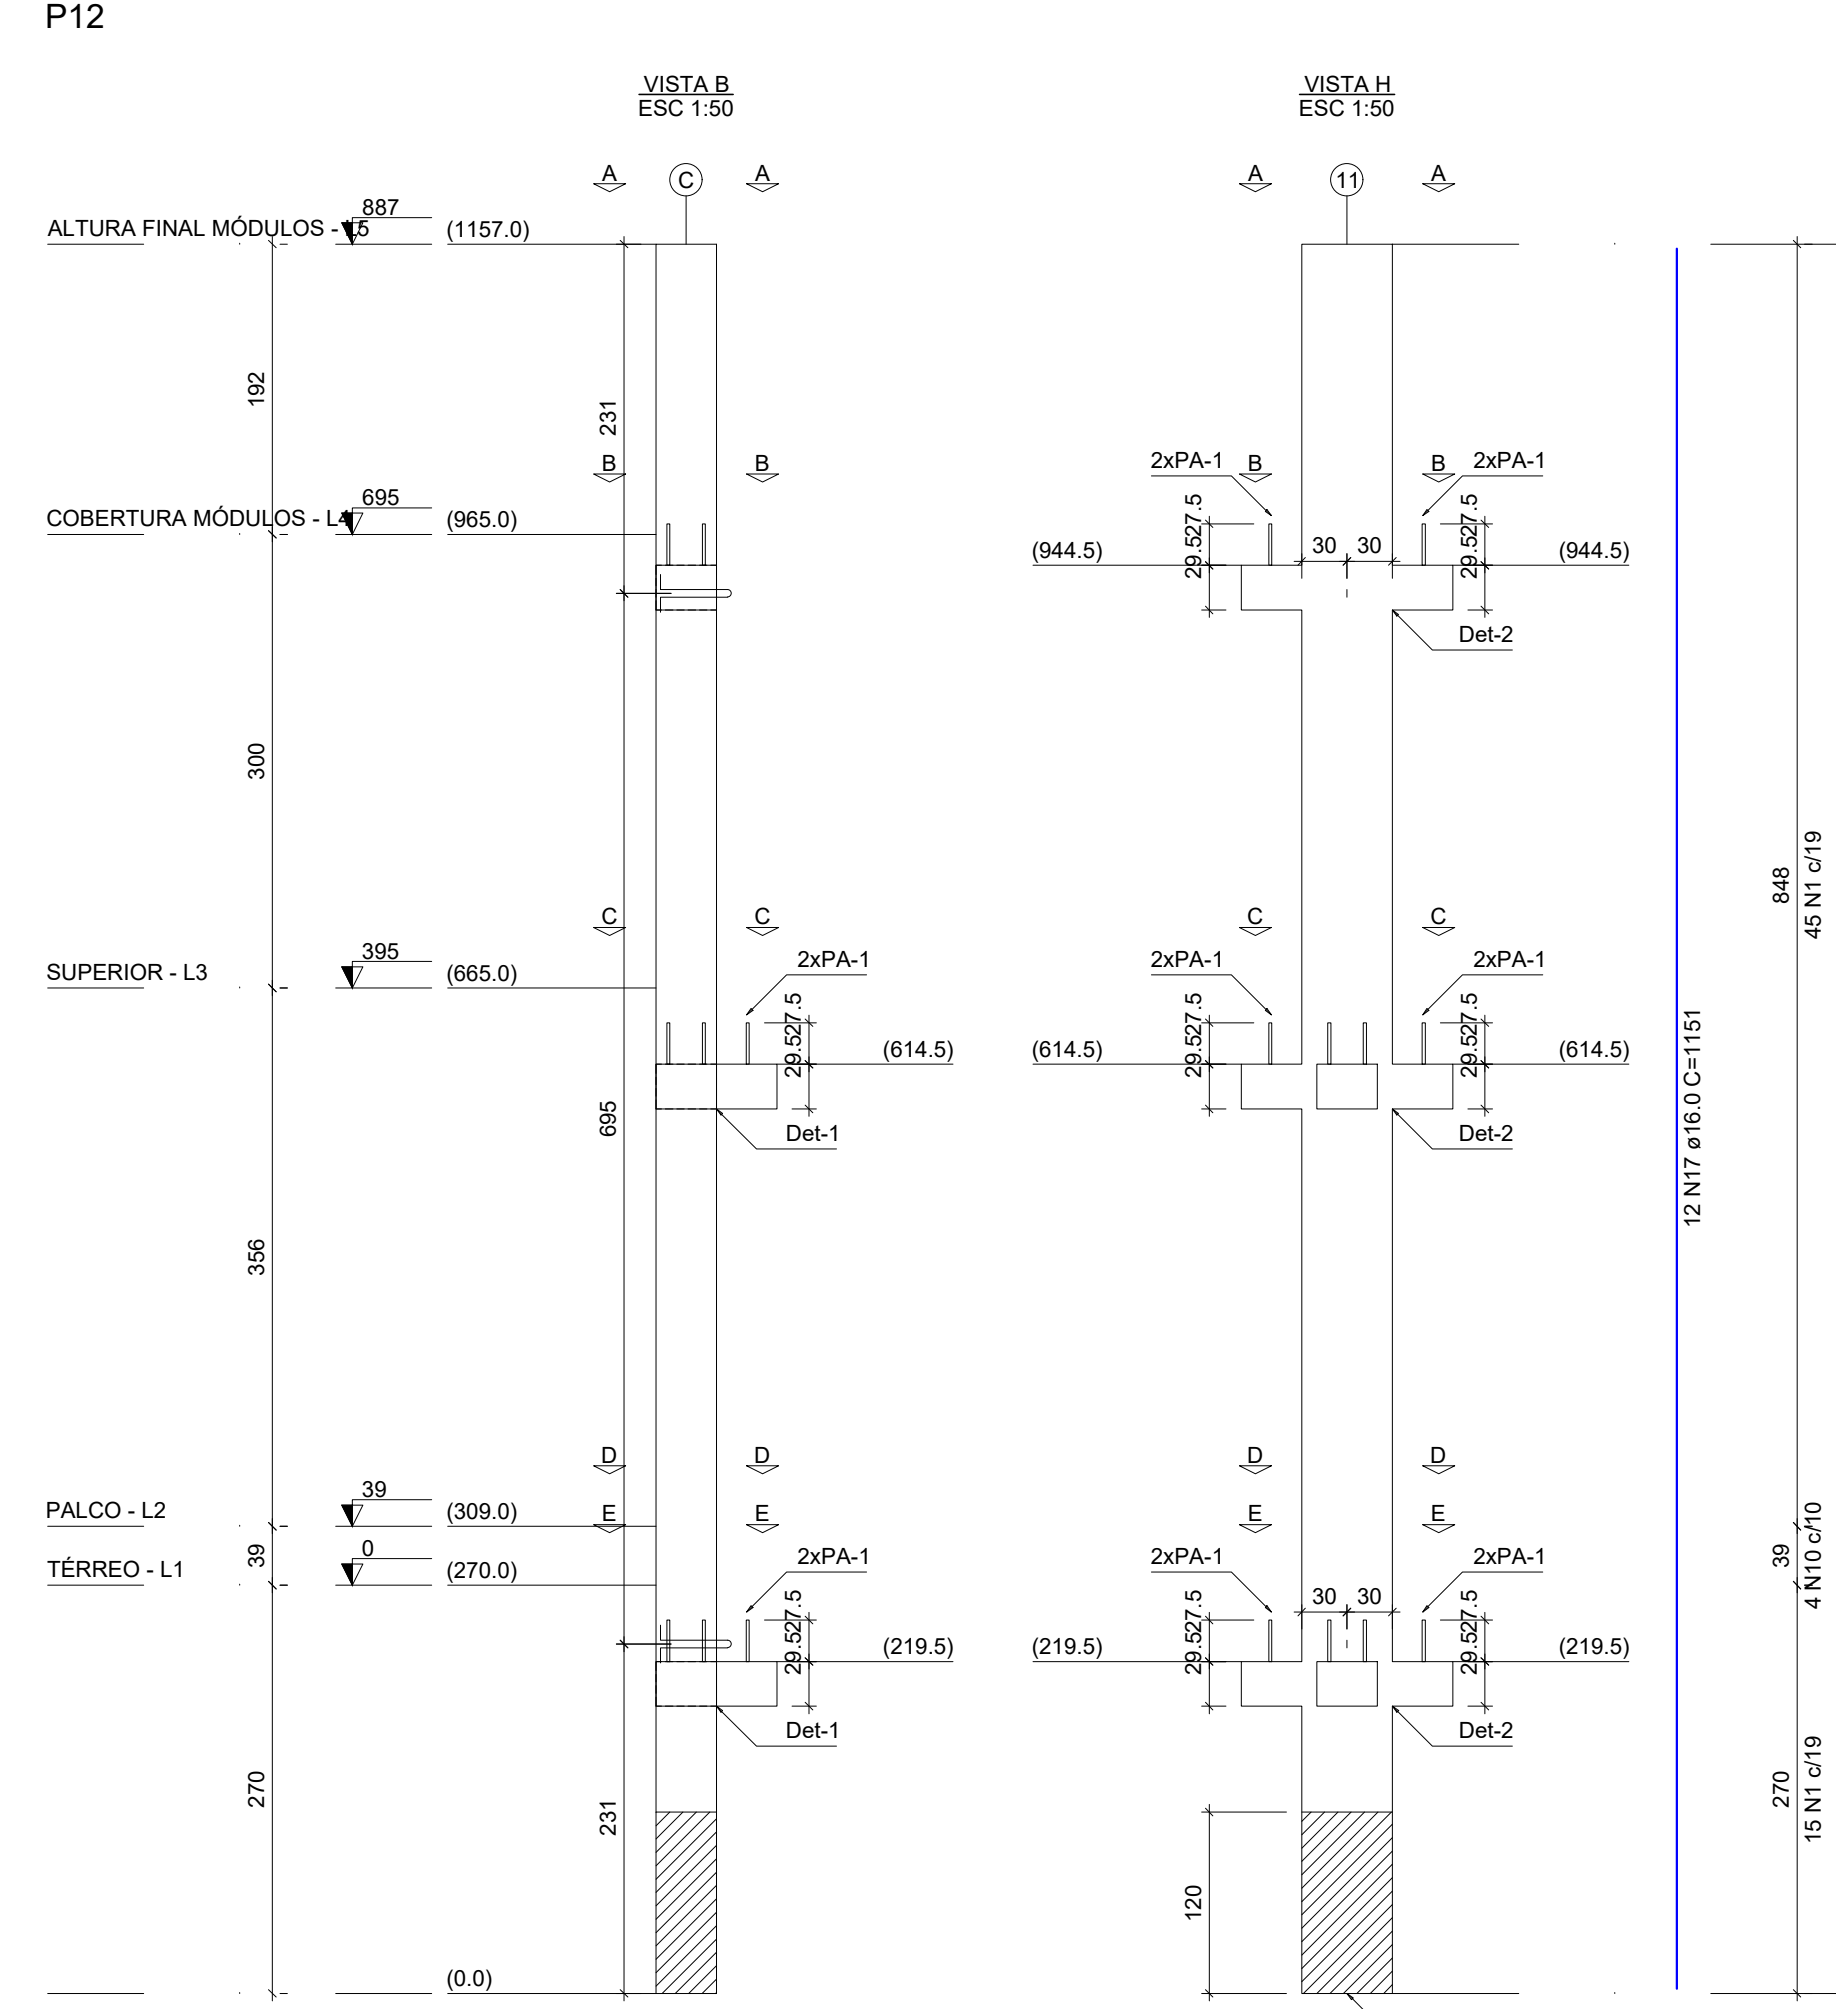 P12
VISTA B
ESC 1:50
VISTA H
ESC 1:50
A
C
A
A
11
A
887
ALTURA FINAL MÓDULOS - L5
(1157.0)
192
231
B
B
2xPA-1
B
B
2xPA-1
695
COBERTURA MÓDULOS - L4
(965.0)
(944.5)
29.5
27.5
30
30
29.5
27.5
(944.5)
Det-2
300
848
45 N1 c/19
C
C
C
C
395
SUPERIOR - L3
(665.0)
2xPA-1
2xPA-1
2xPA-1
29.5
27.5
(614.5)
(614.5)
29.5
27.5
29.5
27.5
(614.5)
Det-1
Det-2
695
12 N17 ø16.0 C=1151
356
D
D
D
D
39
PALCO - L2
(309.0)
E
E
E
E
39
0
TÉRREO - L1
(270.0)
2xPA-1
2xPA-1
2xPA-1
39
4 N10 c/10
29.5
27.5
(219.5)
(219.5)
29.5
27.5
30
30
29.5
27.5
(219.5)
Det-1
Det-2
270
231
270
15 N1 c/19
120
(0.0)